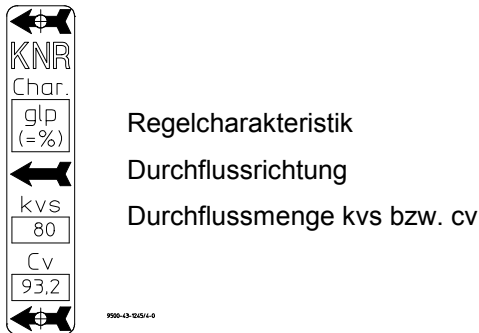 KNR
Char.
glp
(=%)
kvs
80
Cv
93,2
Regelcharakteristik
Durchflussrichtung
Durchflussmenge kvs bzw. cv
9500-43-1245/4-0